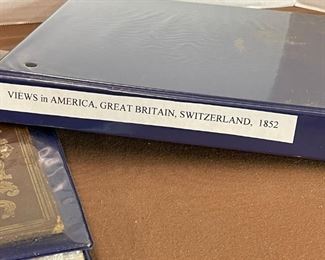 VIEWS in AMERICA, GREAT BRITAIN, SWITZERLAND, 1852